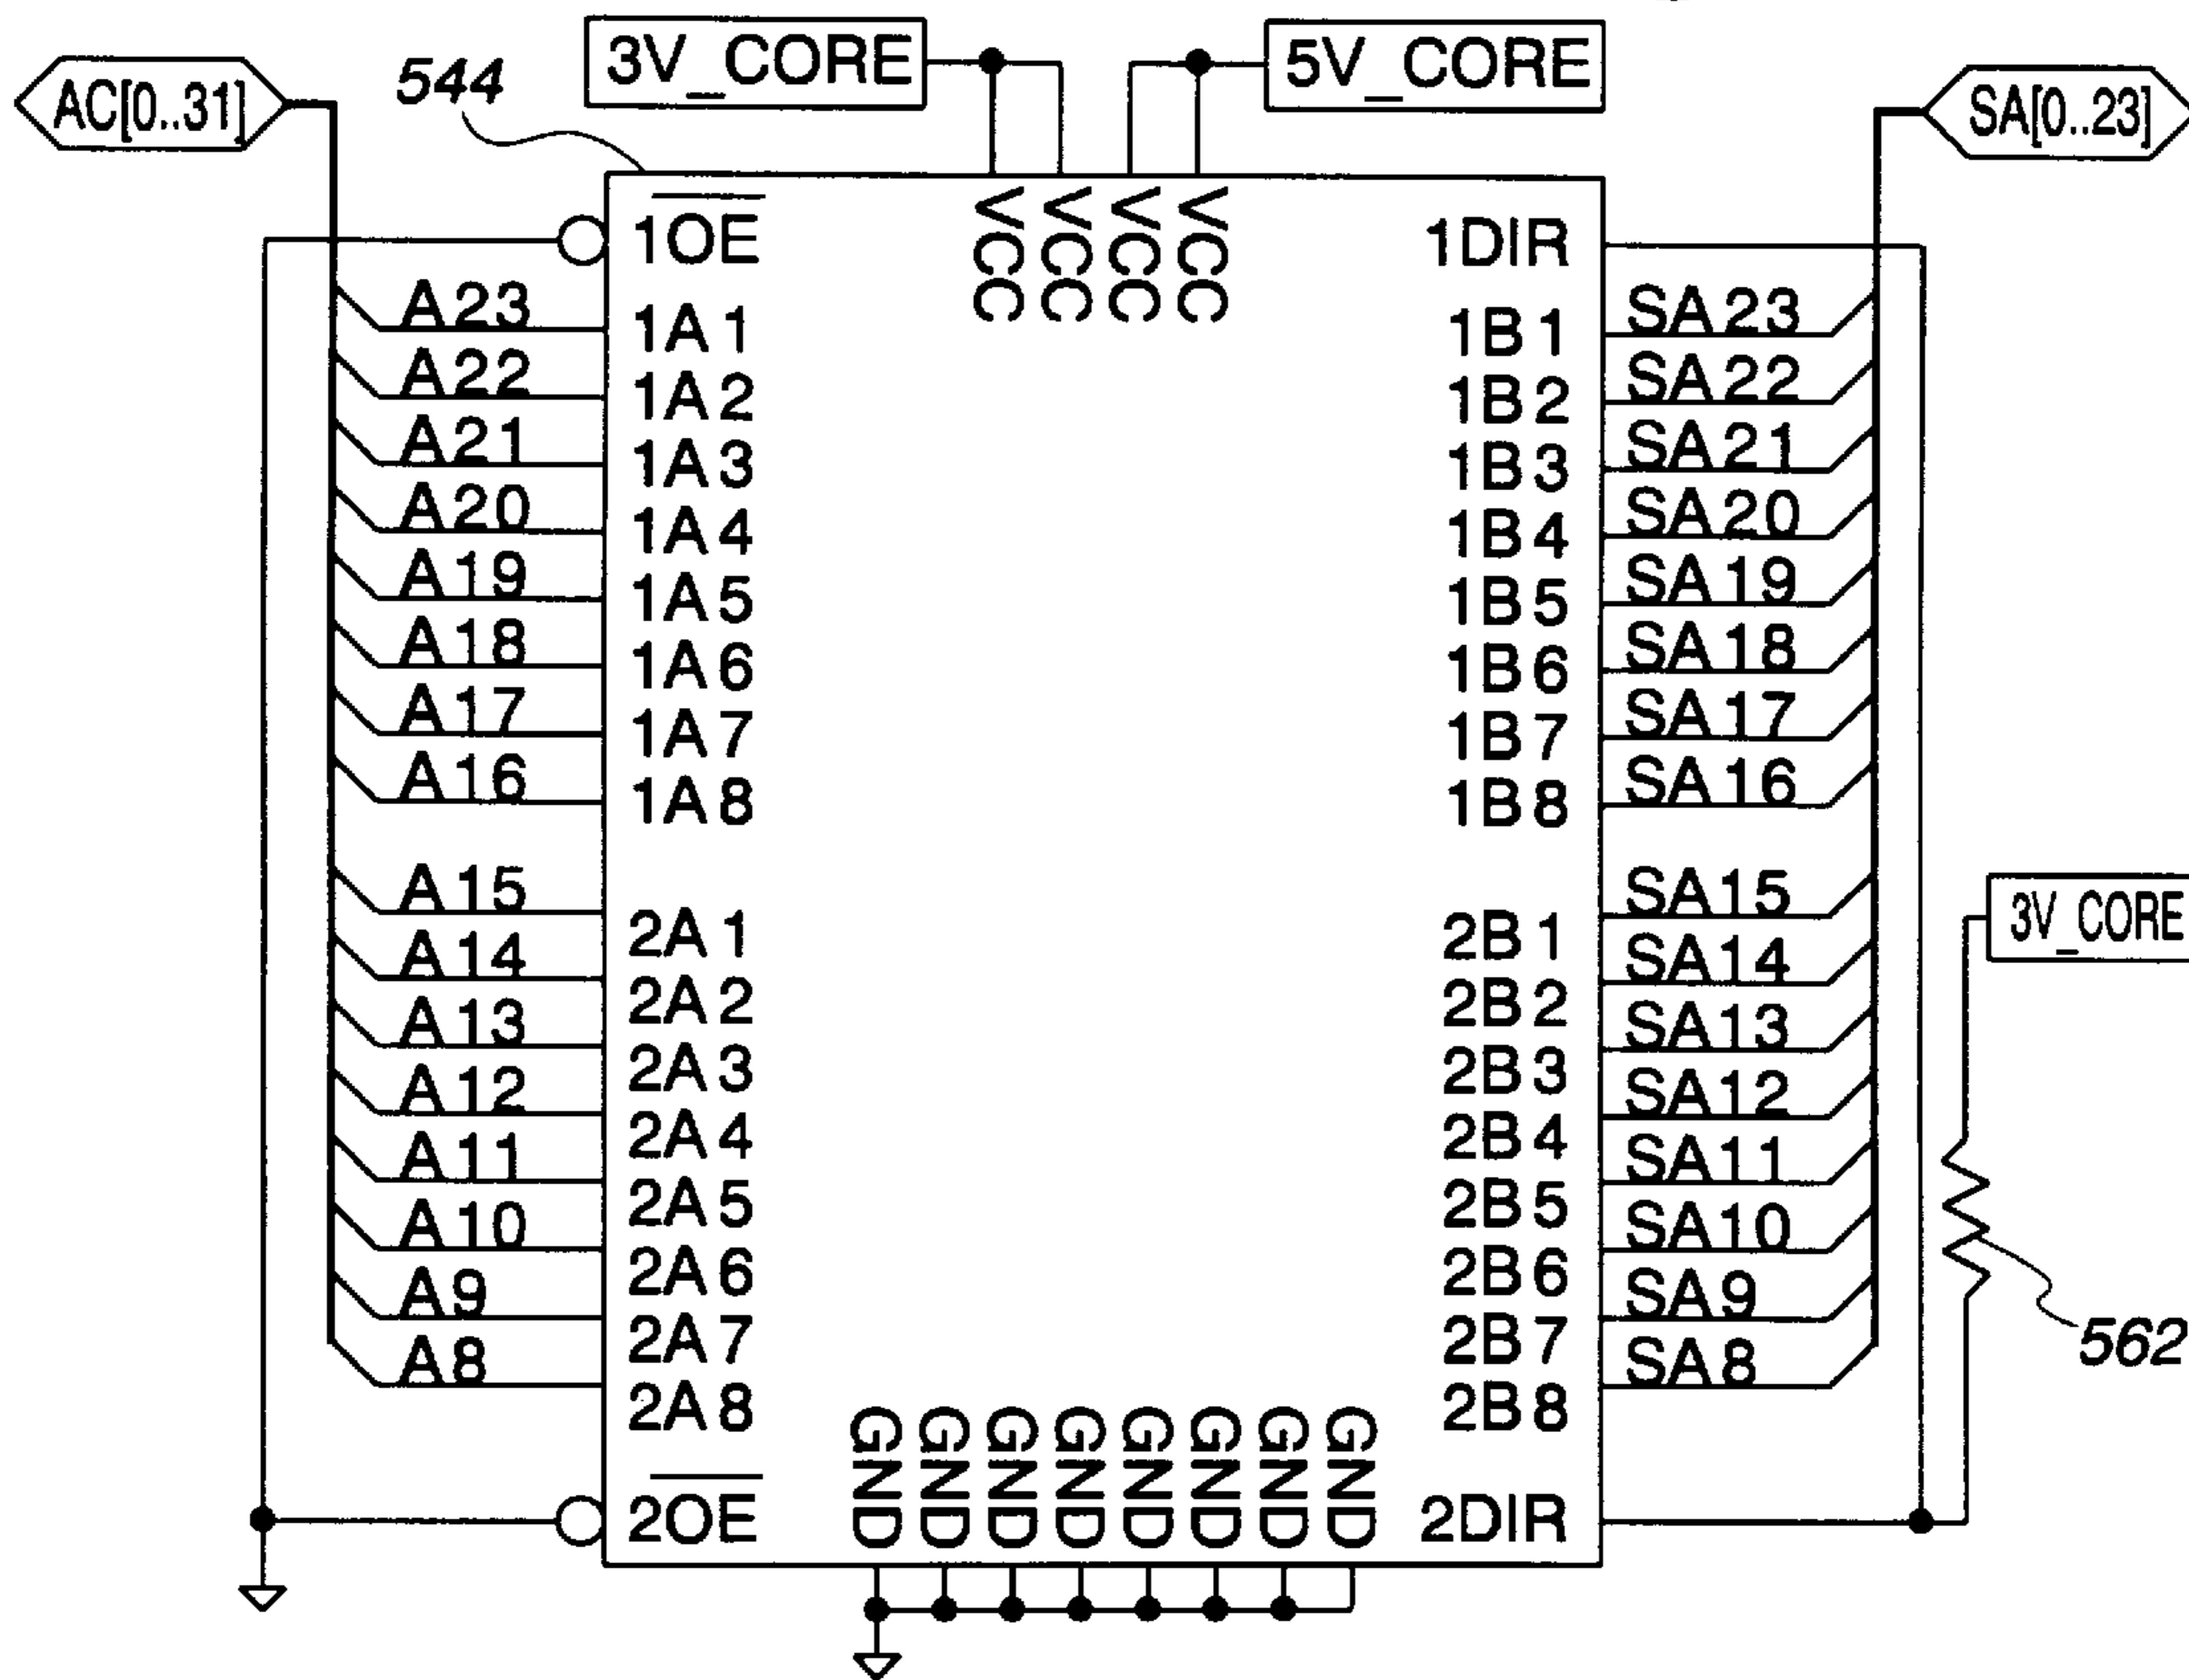 3V_CORE
5V_CORE
AC[0..31]
544
SA[0..23]
VCC
VCC
VCC
VCC
1OE
1DIR
A23
1A1
1B1
SA23
A22
1A2
1B2
SA22
A21
1A3
1B3
SA21
A20
1A4
1B4
SA20
A19
1A5
1B5
SA19
A18
1A6
1B6
SA18
A17
1A7
1B7
SA17
A16
1A8
1B8
SA16
A15
2A1
2B1
SA15
3V_CORE
A14
2A2
2B2
SA14
A13
2A3
2B3
SA13
A12
2A4
2B4
SA12
A11
2A5
2B5
SA11
A10
2A6
2B6
SA10
A9
2A7
2B7
SA9
562
A8
2A8
2B8
SA8
GND
GND
GND
GND
GND
GND
GND
GND
2OE
2DIR